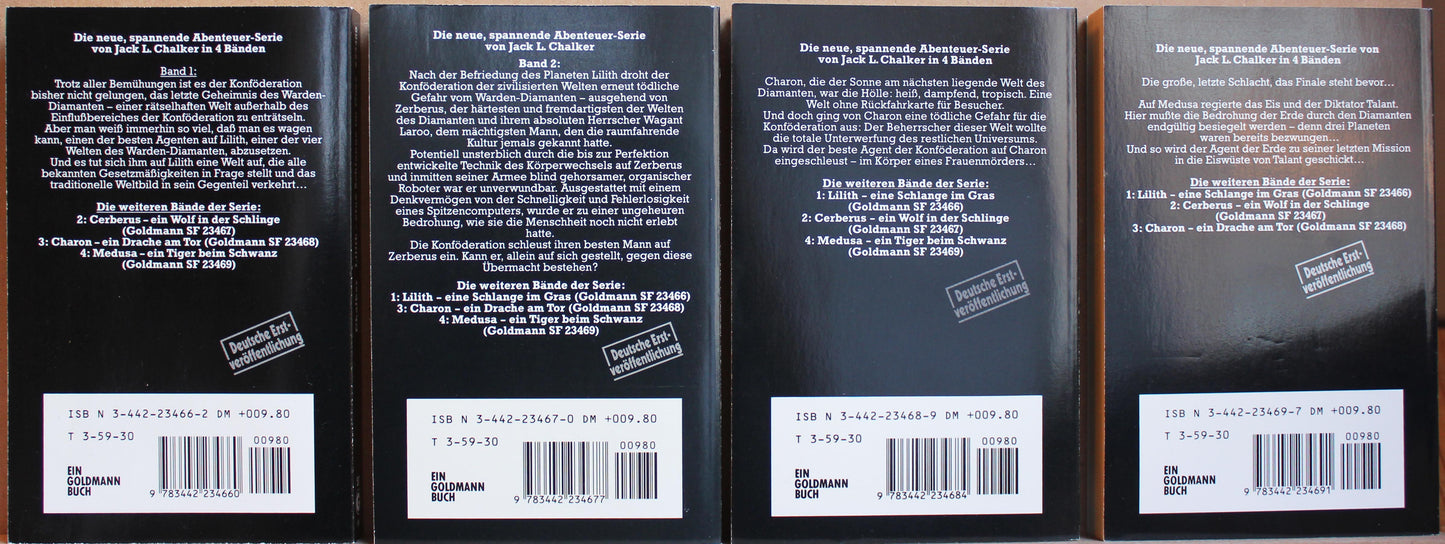 Die neue, spannende Abenteuer-Serie
von Jack L. Chalker in 4 Bänden
Band 1:
Trotz aller Bemühungen ist es der Konföderation
bisher nicht gelungen, das letzte Geheimnis des Warden-
Diamanten – einer rätselhaften Welt außerhalb des
Einflußbereiches der Konföderation zu enträtseln.
Aber man weiß immerhin so viel, daß man es wagen
kann, einen der besten Agenten auf Lilith, einer der vier
Welten des Warden-Diamanten, abzusetzen.
Und es tut sich ihm auf Lilith eine Welt auf, die alle
bekannten Gesetzmäßigkeiten in Frage stellt und das
traditionelle Weltbild in sein Gegenteil verkehrt...
Die weiteren Bände der Serie:
2: Cerberus – ein Wolf in der Schlinge
(Goldmann SF 23467)
3: Charon – ein Drache am Tor (Goldmann SF 23468)
4: Medusa – ein Tiger beim Schwanz
(Goldmann SF 23469)
Deutsche Erst-
veröffentlichung
ISBN 3-442-23466-2 DM +009.80
T 3-59-30
00980
EIN
GOLDMANN
BUCH
9 783442 234660
Die neue, spannende Abenteuer-Serie
von Jack L. Chalker
Band 2:
Nach der Befriedung des Planeten Lilith droht der
Konföderation der zivilisierten Welten erneut tödliche
Gefahr vom Warden-Diamanten – ausgehend von
Zerberus, der härtesten und fremdartigsten der Welten
des Diamanten und ihrem absoluten Herrscher Wagant
Laroo, dem mächtigsten Mann, den die raumfahrende
Kultur jemals gekannt hatte.
Potentiell unsterblich durch die bis zur Perfektion
entwickelte Technik des Körperwechsels auf Zerberus
und inmitten seiner Armee blind gehorsamer, organischer
Roboter war er unverwundbar. Ausgestattet mit einem
Denkvermögen von der Schnelligkeit und Fehlerlosigkeit
eines Spitzencomputers, wurde er zu einer ungeheuren
Bedrohung, wie sie die Menschheit noch nicht erlebt
hatte.
Die Konföderation schleust ihren besten Mann auf
Zerberus ein. Kann er, allein auf sich gestellt, gegen diese
Übermacht bestehen?
Die weiteren Bände der Serie:
1: Lilith – eine Schlange im Gras (Goldmann SF 23466)
3: Charon – ein Drache am Tor (Goldmann SF 23468)
4: Medusa – ein Tiger beim Schwanz
(Goldmann SF 23469)
Deutsche Erst-
veröffentlichung
ISBN 3-442-23467-0 DM +009.80
T 3-59-30
00980
EIN
GOLDMANN
BUCH
9 783442 234677
Die neue, spannende Abenteuer-Serie
von Jack L. Chalker in 4 Bänden
Charon, die der Sonne am nächsten liegende Welt des
Diamanten, war die Hölle: heiß, dampfend, tropisch. Eine
Welt ohne Rückfahrkarte für Besucher.
Und doch ging von Charon eine tödliche Gefahr für die
Konföderation aus: Der Beherrscher dieser Welt wollte
die totale Unterwerfung des restlichen Universums.
Da wird der beste Agent der Konföderation auf Charon
eingeschleust – im Körper eines Frauenmörders...
Die weiteren Bände der Serie:
1: Lilith – eine Schlange im Gras
(Goldmann SF 23466)
2: Cerberus – ein Wolf in der Schlinge
(Goldmann SF 23467)
4: Medusa – ein Tiger beim Schwanz
(Goldmann SF 23469)
Deutsche Erst-
veröffentlichung
ISBN 3-442-23468-9 DM +009.80
T 3-59-30
00980
EIN
GOLDMANN
BUCH
9 783442 234684
Die neue, spannende Abenteuer-Serie von
Jack L. Chalker in 4 Bänden
Die große, letzte Schlacht, das Finale steht bevor...
Auf Medusa regierte das Eis und der Diktator Talant.
Hier mußte die Bedrohung der Erde durch den Diamanten
endgültig besiegelt werden – denn drei Planeten
waren bereits bezwungen...
Und so wird der Agent der Erde zu seiner letzten Mission
in die Eiswüste von Talant geschickt...
Die weiteren Bände der Serie:
1: Lilith – eine Schlange im Gras (Goldmann SF 23466)
2: Cerberus – ein Wolf in der Schlinge
(Goldmann SF 23467)
3: Charon – ein Drache am Tor (Goldmann SF 23468)
Deutsche Erst-
veröffentlichung
ISBN 3-442-23469-7 DM +009.80
T 3-59-30
00980
EIN
GOLDMANN
BUCH
9 783442 234691